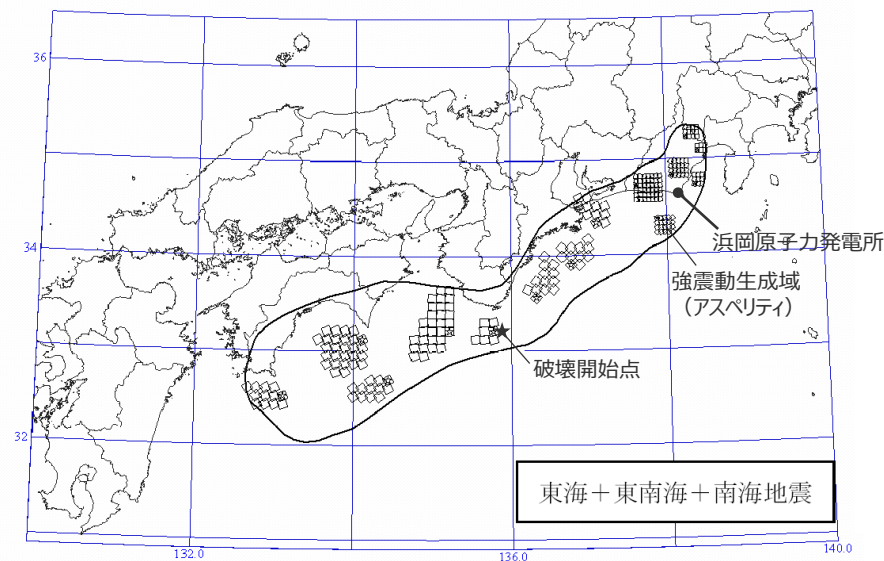 36
34
32
浜岡原子力発電所
強震動生成域
（アスペリティ）
破壊開始点
東海＋東南海＋南海地震
132.0
136.0
140.0